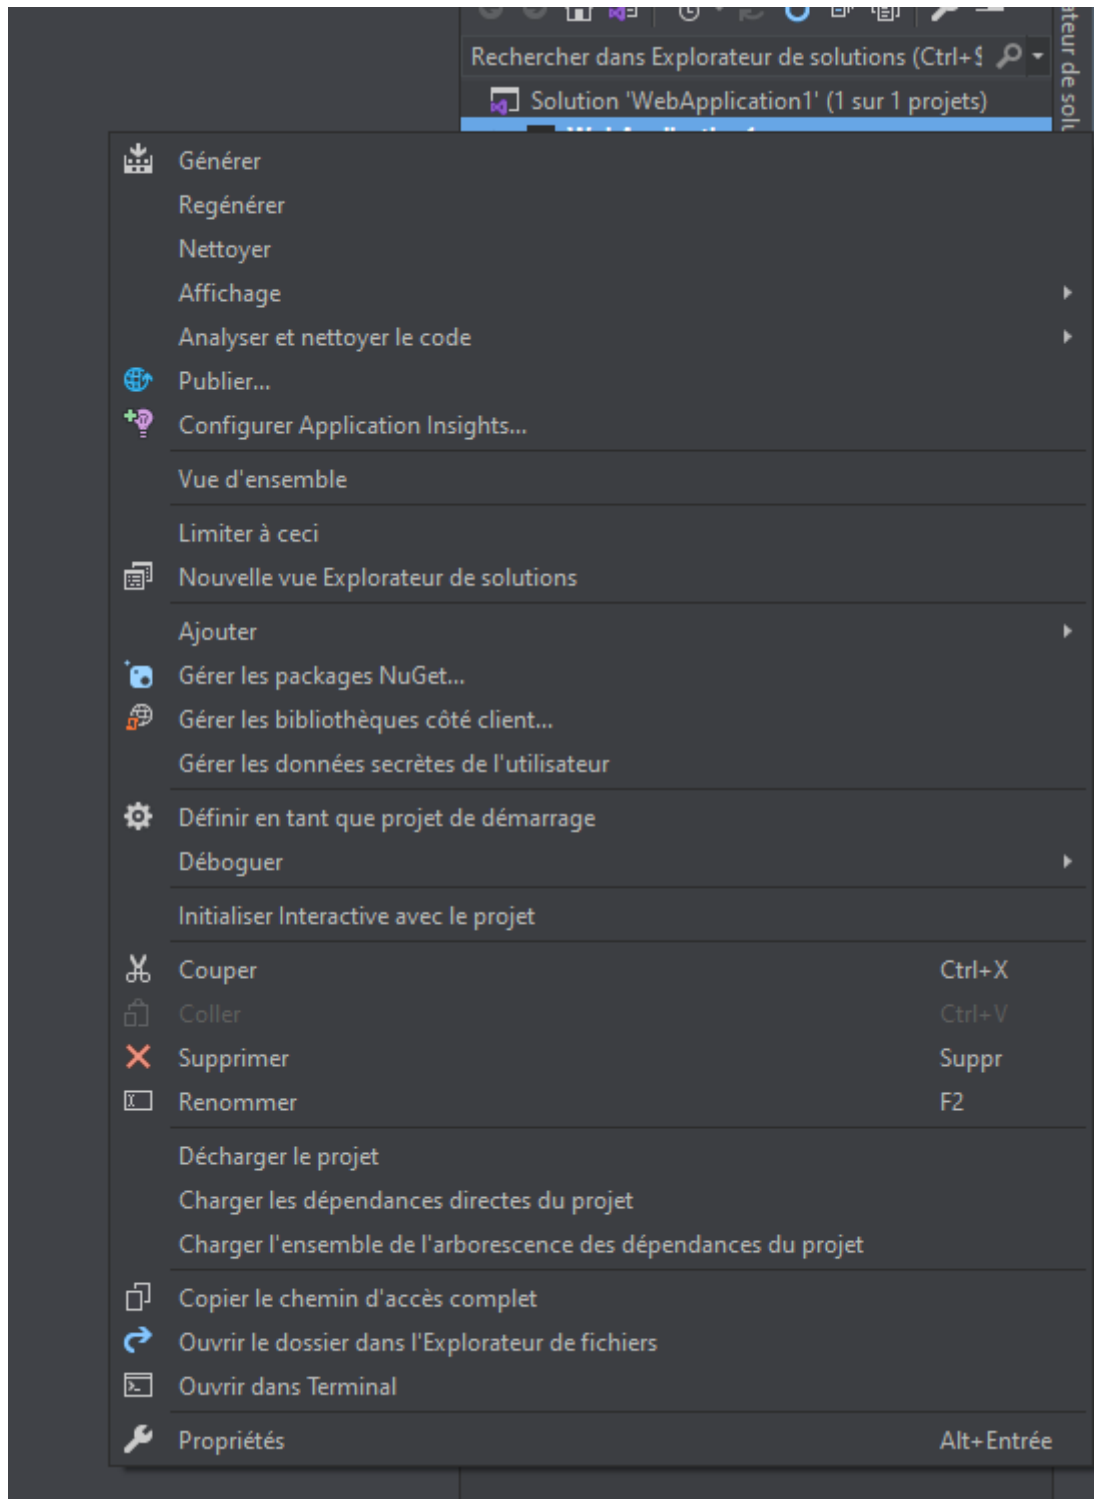 Rechercher dans Explorateur de solutions (Ctrl+$
Solution 'WebApplication1' (1 sur 1 projets)
ateur de solu
Générer
Regénérer
Nettoyer
Affichage
Analyser et nettoyer le code
Publier...
Configurer Application Insights...
Vue d'ensemble
Limiter à ceci
Nouvelle vue Explorateur de solutions
Ajouter
Gérer les packages NuGet...
Gérer les bibliothèques côté client...
Gérer les données secrètes de l'utilisateur
Définir en tant que projet de démarrage
Déboguer
Initialiser Interactive avec le projet
Couper Ctrl+X
Coller Ctrl+V
Supprimer Suppr
Renommer F2
Décharger le projet
Charger les dépendances directes du projet
Charger l'ensemble de l'arborescence des dépendances du projet
Copier le chemin d'accès complet
Ouvrir le dossier dans l'Explorateur de fichiers
Ouvrir dans Terminal
Propriétés Alt+Entrée